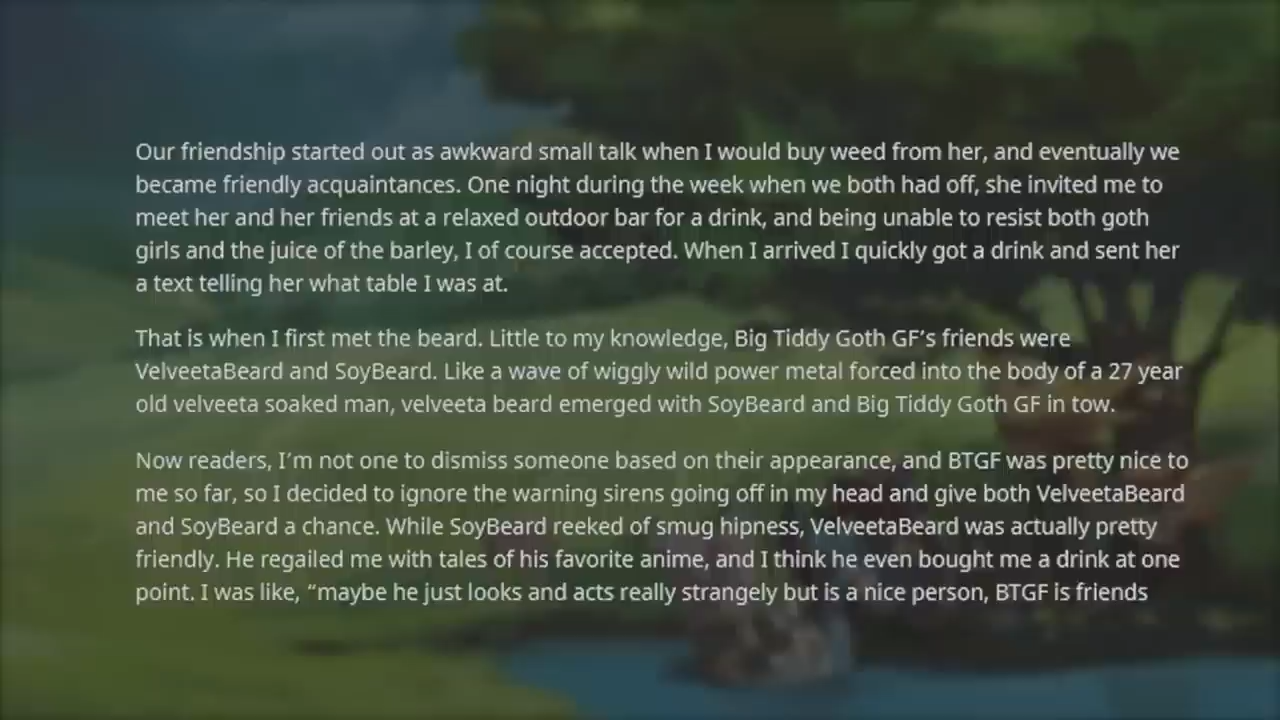 Our friendship started out as awkward small talk when I would buy weed from her, and eventually we
became friendly acquaintances. One night during the week when we both had off, she invited me to
meet her and her friends at a relaxed outdoor bar for a drink, and being unable to resist both goth
girls and the juice of the barley, I of course accepted. When I arrived I quickly got a drink and sent her
a text telling her what table I was at.
That is when I first met the beard. Little to my knowledge, Big Tiddy Goth GF’s friends were
VelveetaBeard and SoyBeard. Like a wave of wiggly wild power metal forced into the body of a 27 year
old velveeta soaked man, velveeta beard emerged with SoyBeard and Big Tiddy Goth GF in tow.
Now readers, I’m not one to dismiss someone based on their appearance, and BTGF was pretty nice to
me so far, so I decided to ignore the warning sirens going off in my head and give both VelveetaBeard
and SoyBeard a chance. While SoyBeard reeked of smug hipness, VelveetaBeard was actually pretty
friendly. He regailed me with tales of his favorite anime, and I think he even bought me a drink at one
point. I was like, “maybe he just looks and acts really strangely but is a nice person, BTGF is friends